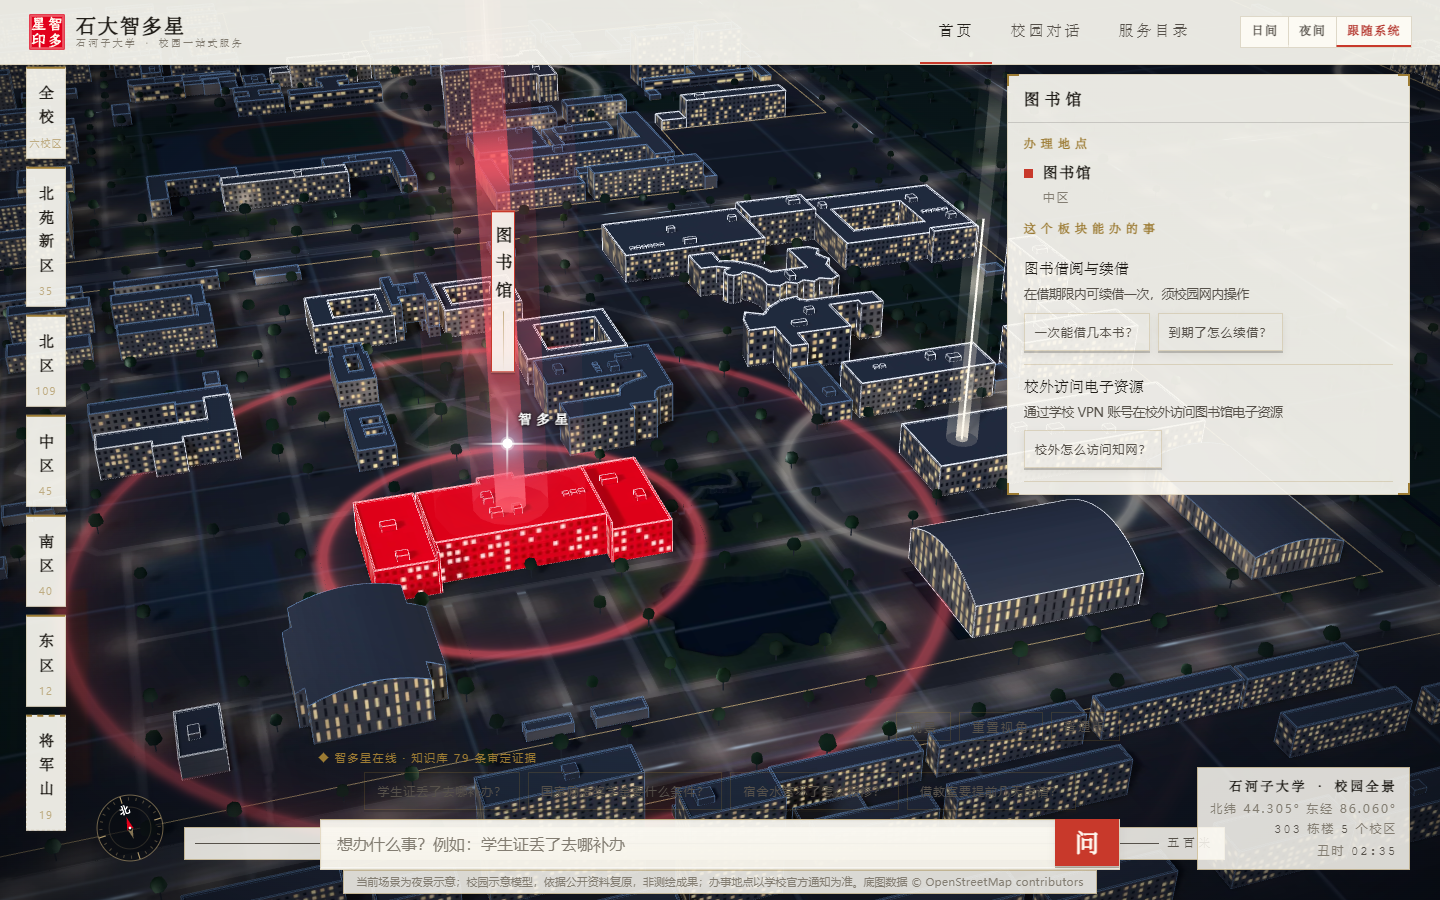 星智
印多
石大智多星
石河子大学 · 校园一站式服务
首页
校园对话
服务目录
日间
夜间
跟随系统
全校
六校区
北苑新区
35
北区
109
中区
45
南区
40
东区
12
将军山
19
图书馆
智多星
图书馆
办理地点
图书馆
中区
这个板块能办的事
图书借阅与续借
在借期限内可续借一次，须校园网内操作
一次能借几本书？
到期了怎么续借？
校外访问电子资源
通过学校 VPN 账号在校外访问图书馆电子资源
校外怎么访问知网？
重置视角
◆ 智多星在线 · 知识库 79 条审定证据
北
想办什么事？例如：学生证丢了去哪补办
问
五百
石河子大学 · 校园全景
北纬 44.305° 东经 86.060°
303 栋楼 5 个校区
丑时 02:35
当前场景为夜景示意；校园示意模型，依据公开资料复原，非测绘成果；办事地点以学校官方通知为准。底图数据 © OpenStreetMap contributors